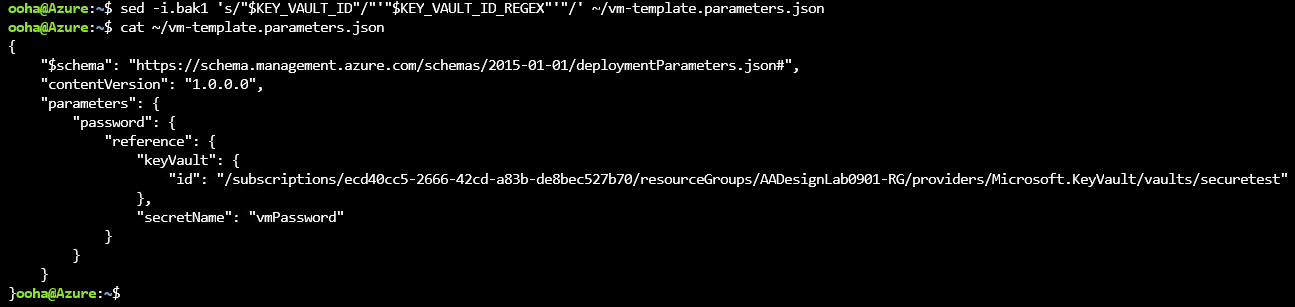 ooha@Azure:~$ sed -i.bak1 's/"$KEY_VAULT_ID"/"'"$KEY_VAULT_ID_REGEX"'"/' ~/vm-template.parameters.json
ooha@Azure:~$ cat ~/vm-template.parameters.json
{
    "$schema": "https://schema.management.azure.com/schemas/2015-01-01/deploymentParameters.json#",
    "contentVersion": "1.0.0.0",
    "parameters": {
        "password": {
            "reference": {
                "keyVault": {
                    "id": "/subscriptions/ecd40cc5-2666-42cd-a83b-de8bec527b70/resourceGroups/AADesignLab0901-RG/providers/Microsoft.KeyVault/vaults/securetest"
                },
                "secretName": "vmPassword"
            }
        }
    }
}ooha@Azure:~$